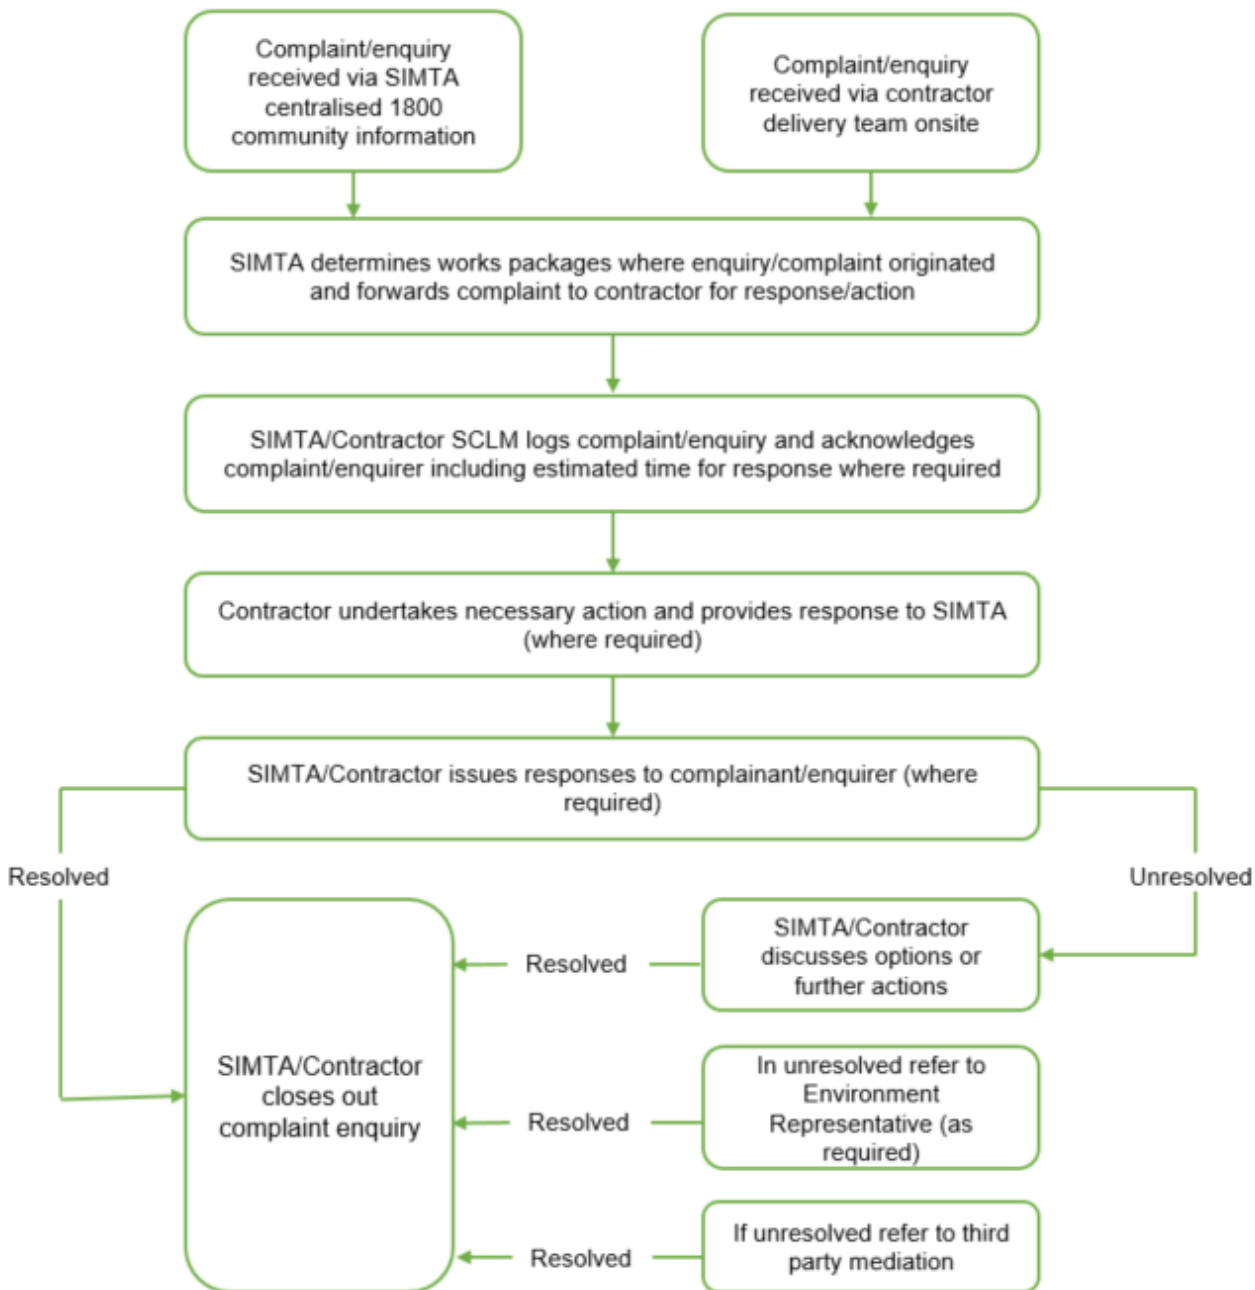 Complaint/enquiry
received via SIMTA
centralised 1800
community information
Complaint/enquiry
received via contractor
delivery team onsite
SIMTA determines works packages where enquiry/complaint originated
and forwards complaint to contractor for response/action
SIMTA/Contractor SCLM logs complaint/enquiry and acknowledges
complaint/enquirer including estimated time for response where required
Contractor undertakes necessary action and provides response to SIMTA
(where required)
SIMTA/Contractor issues responses to complainant/enquirer (where
required)
Resolved
Unresolved
SIMTA/Contractor
discusses options or
further actions
Resolved
SIMTA/Contractor
closes out
complaint enquiry
In unresolved refer to
Environment
Representative (as
required)
Resolved
If unresolved refer to third
party mediation
Resolved